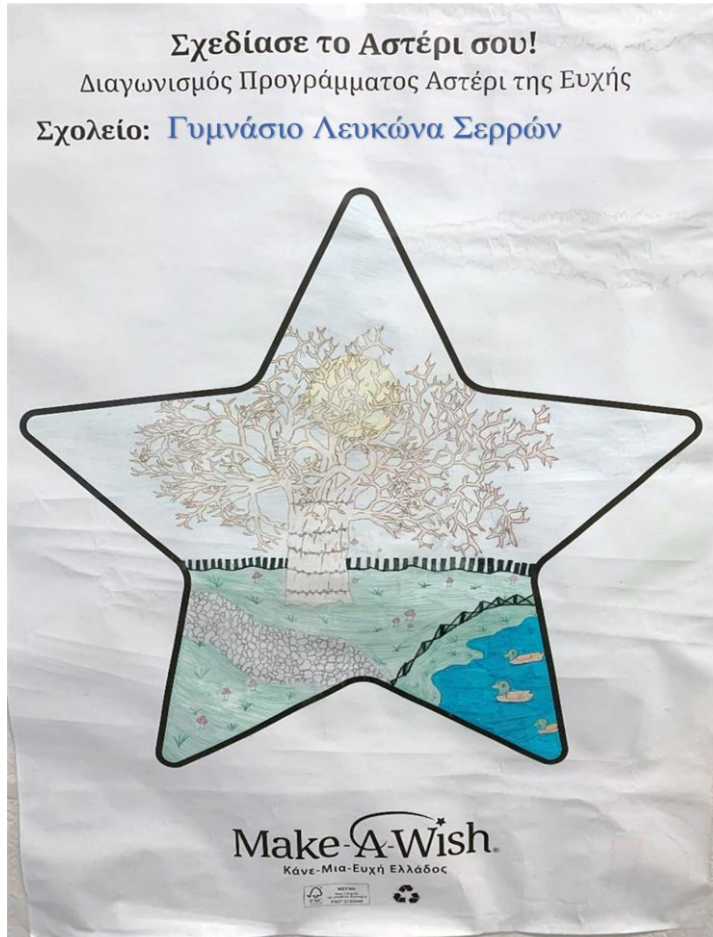 Σχεδίασε το Αστέρι σου!
Διαγωνισμός Προγράμματος Αστέρι της Ευχής
Σχολείο: Γυμνάσιο Λευκώνα Σερρών
Make-A-Wish®
Κάνε-Μια-Ευχή Ελλάδος